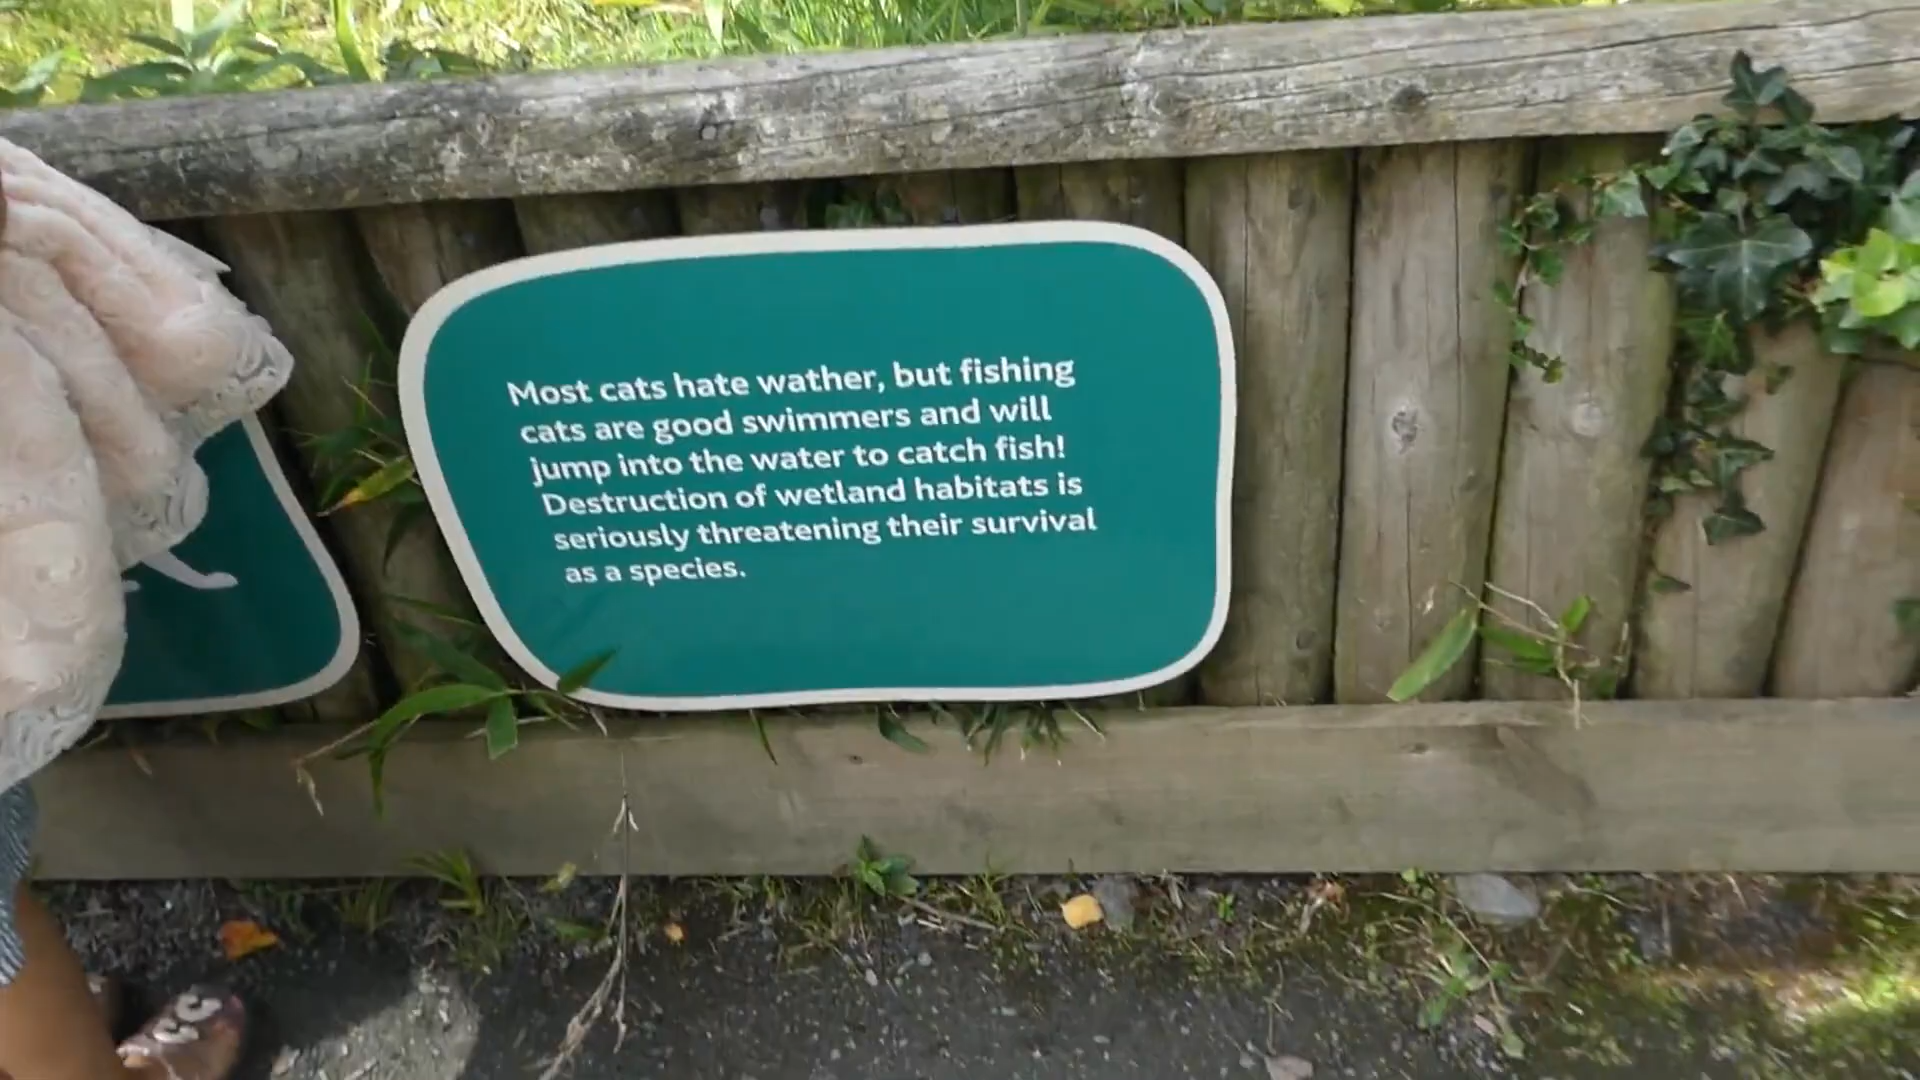 Most cats hate wather, but fishing
cats are good swimmers and will
jump into the water to catch fish!
Destruction of wetland habitats is
seriously threatening their survival
as a species.